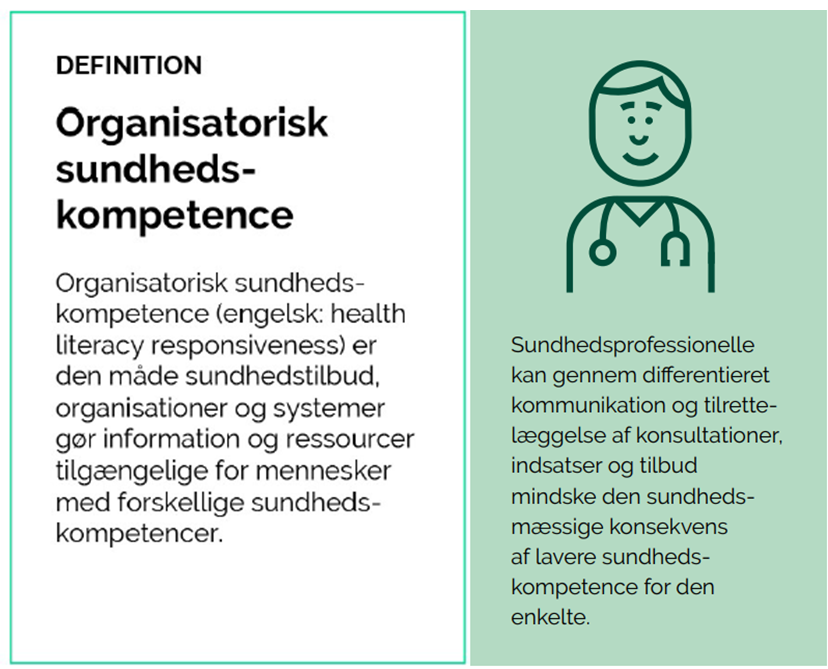 DEFINITION
Organisatorisk
sundheds-
kompetence
Organisatorisk sundheds-
kompetence (engelsk: health
literacy responsiveness) er
den måde sundhedstilbud,
organisationer og systemer
gør information og ressourcer
tilgængelige for mennesker
med forskellige sundheds-
kompetencer.
Sundhedsprofessionelle
kan gennem differentieret
kommunikation og tilrette-
læggelse af konsultationer,
indsatser og tilbud
mindske den sundheds-
mæssige konsekvens
af lavere sundheds-
kompetence for den
enkelte.